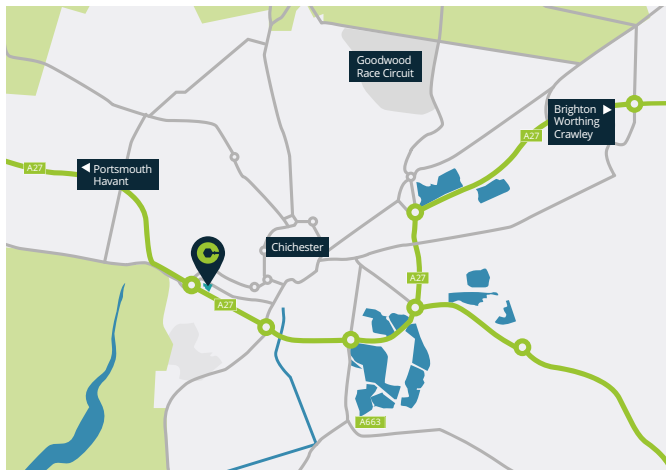 Goodwood
Race Circuit
Brighton
Worthing
Crawley
A27
A27
Portsmouth
Havant
Chichester
A27
A27
A663